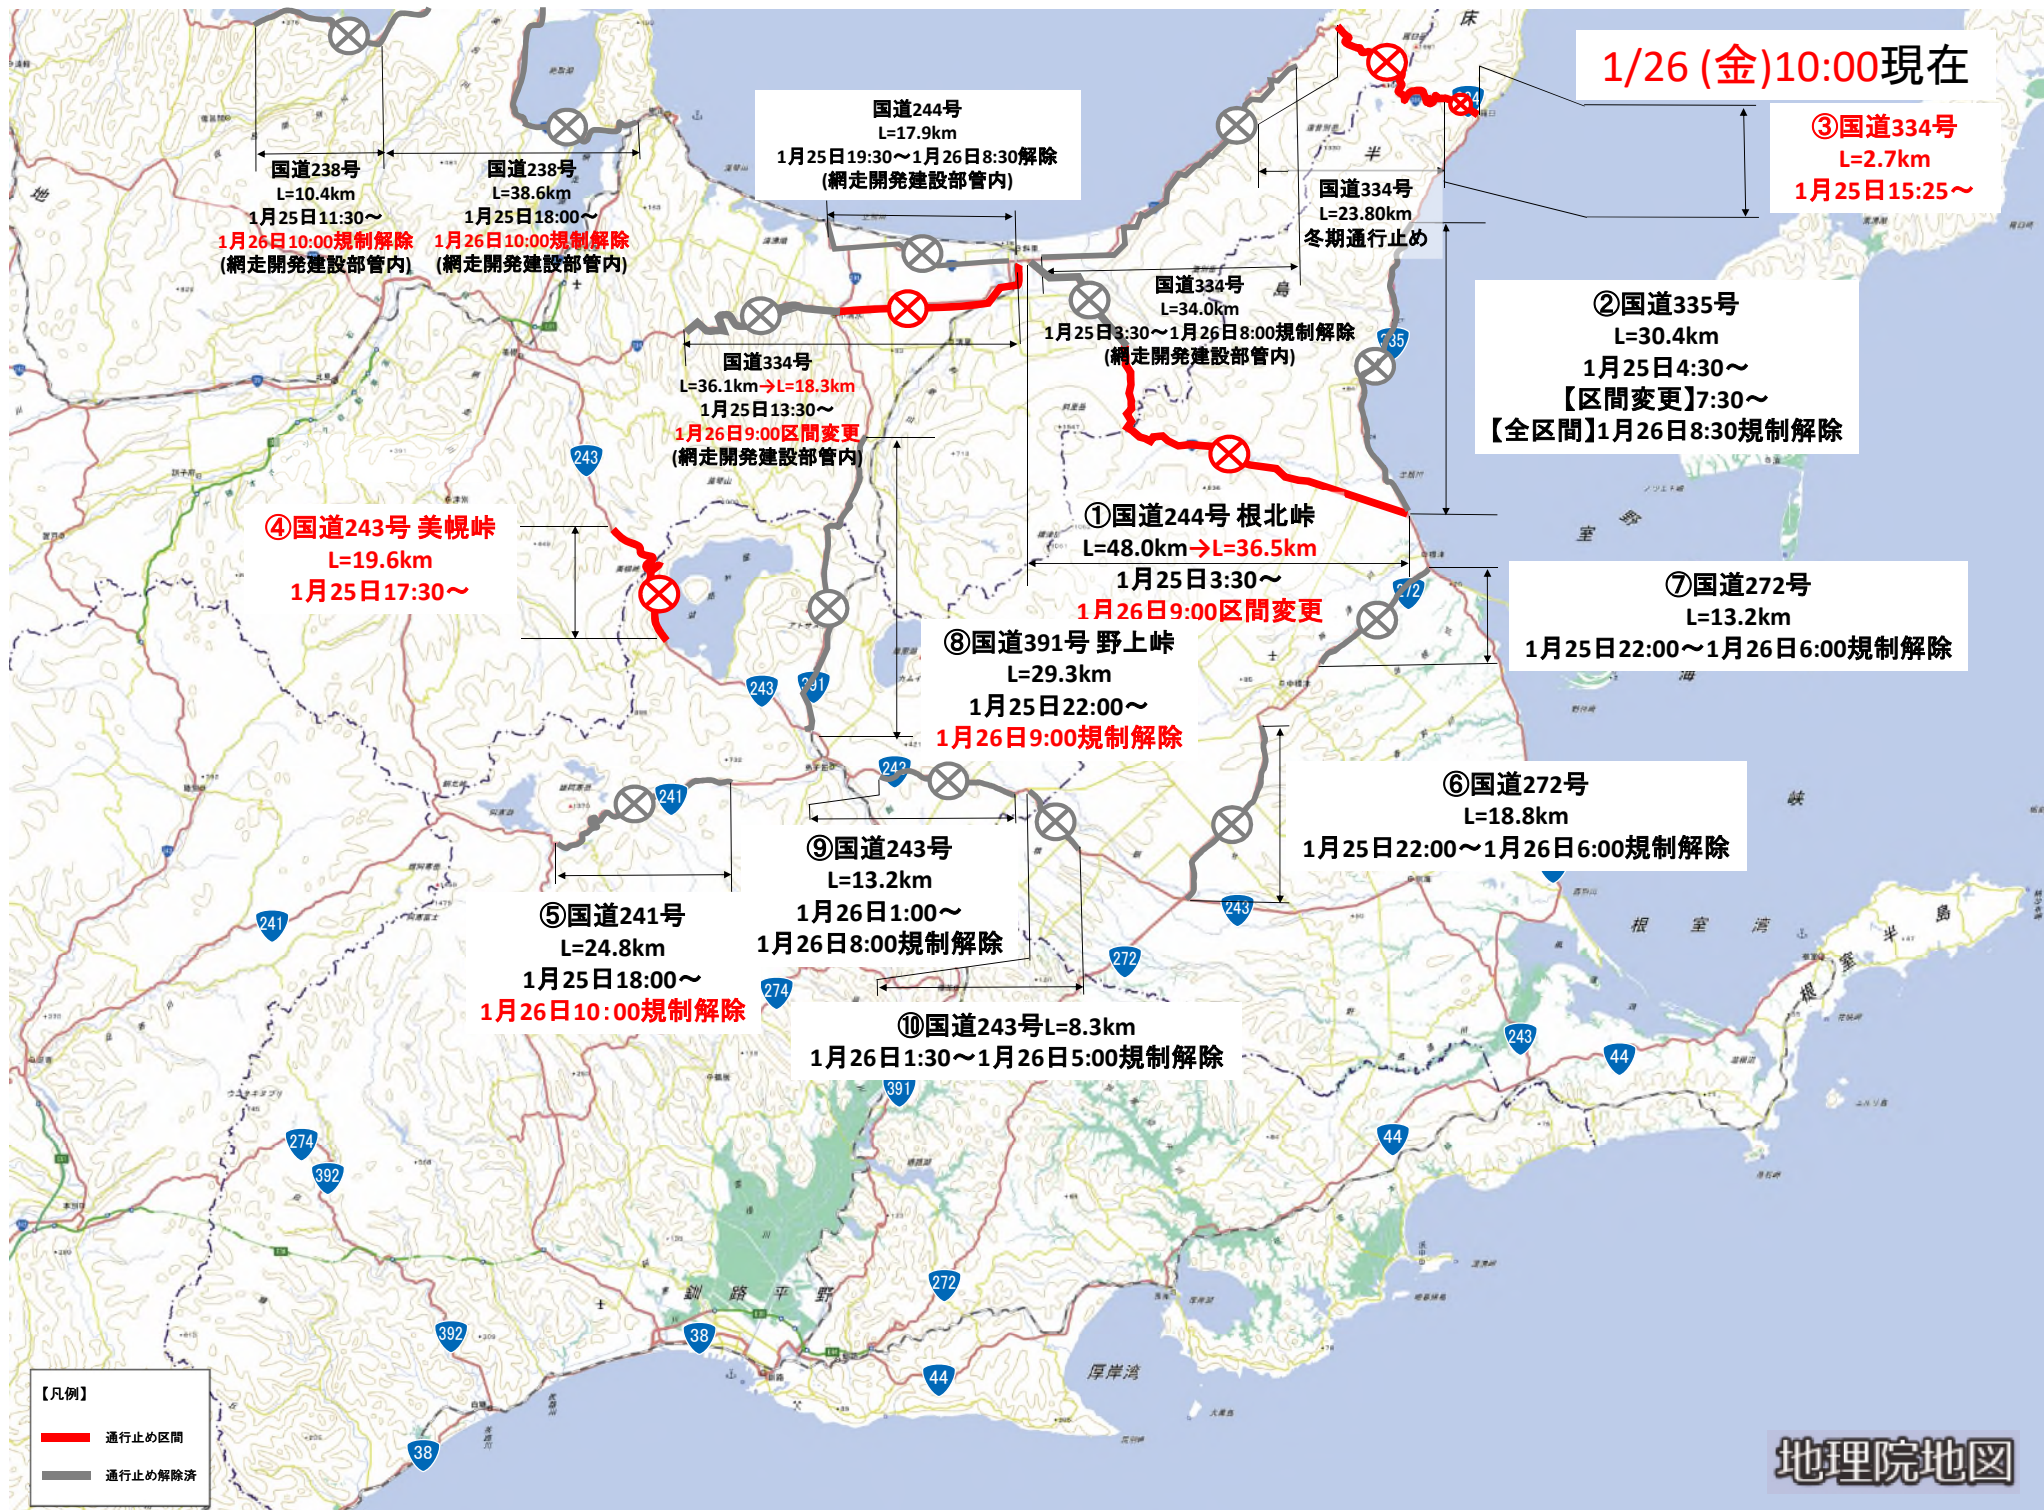 1/26 (金)10:00現在
国道238号
L=10.4km
1月25日11:30～
1月26日10:00規制解除
(網走開発建設部管内)
国道238号
L=38.6km
1月25日18:00～
1月26日10:00規制解除
(網走開発建設部管内)
国道244号
L=17.9km
1月25日19:30～1月26日8:30解除
(網走開発建設部管内)
国道334号
L=23.80km
冬期通行止め
③国道334号
L=2.7km
1月25日15:25～
国道334号
L=34.0km
1月25日3:30～1月26日8:00規制解除
(網走開発建設部管内)
②国道335号
L=30.4km
1月25日4:30～
【区間変更】7:30～
【全区間】1月26日8:30規制解除
国道334号
L=36.1km→L=18.3km
1月25日13:30～
1月26日9:00区間変更
(網走開発建設部管内)
④国道243号 美幌峠
L=19.6km
1月25日17:30～
①国道244号 根北峠
L=48.0km→L=36.5km
1月25日3:30～
1月26日9:00区間変更
⑦国道272号
L=13.2km
1月25日22:00～1月26日6:00規制解除
⑧国道391号 野上峠
L=29.3km
1月25日22:00～
1月26日9:00規制解除
⑥国道272号
L=18.8km
1月25日22:00～1月26日6:00規制解除
⑨国道243号
L=13.2km
1月26日1:00～
1月26日8:00規制解除
⑤国道241号
L=24.8km
1月25日18:00～
1月26日10:00規制解除
⑩国道243号L=8.3km
1月26日1:30～1月26日5:00規制解除
243
243
241
241
243
272
274
243
44
391
44
274
392
272
392
38
44
38
半
島
根室湾
根室半島
野
海
峡
釧路平野
厚岸湾
【凡例】
通行止め区間
通行止め解除済
地理院地図